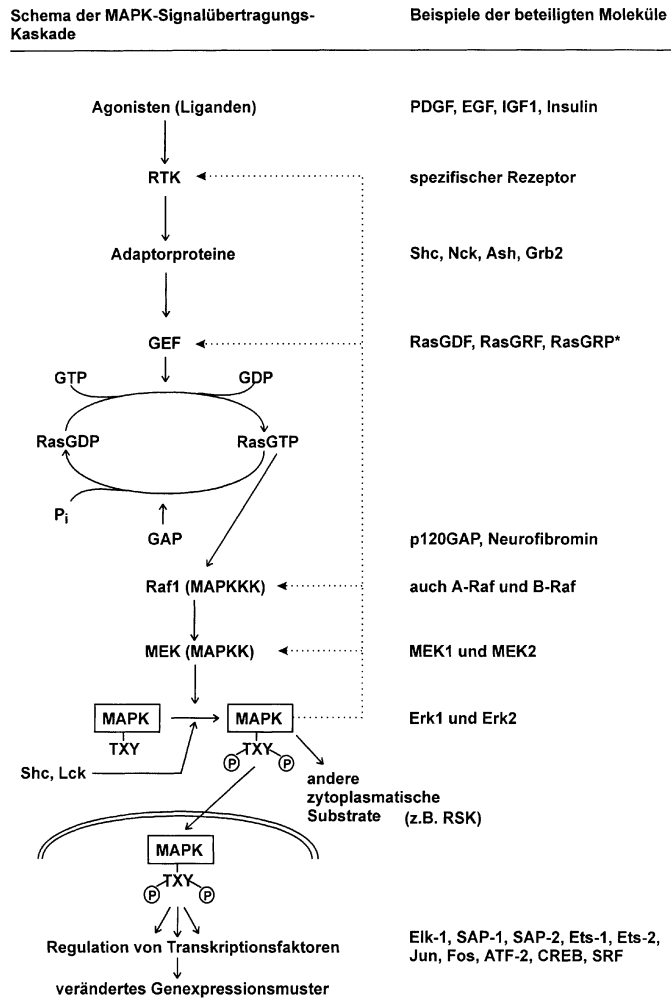 Schema der MAPK-Signalübertragungs-
Kaskade
Beispiele der beteiligten Moleküle
Agonisten (Liganden)
PDGF, EGF, IGF1, Insulin
RTK
spezifischer Rezeptor
Adaptorproteine
Shc, Nck, Ash, Grb2
GEF
RasGDF, RasGRF, RasGRP*
GTP
GDP
RasGDP
RasGTP
Pi
GAP
p120GAP, Neurofibromin
Raf1 (MAPKKK)
auch A-Raf und B-Raf
MEK (MAPKK)
MEK1 und MEK2
MAPK
MAPK
Erk1 und Erk2
TXY
P TXY P
Shc, Lck
andere
zytoplasmatische
Substrate (z.B. RSK)
MAPK
P TXY P
Regulation von Transkriptionsfaktoren
Elk-1, SAP-1, SAP-2, Ets-1, Ets-2,
Jun, Fos, ATF-2, CREB, SRF
verändertes Genexpressionsmuster